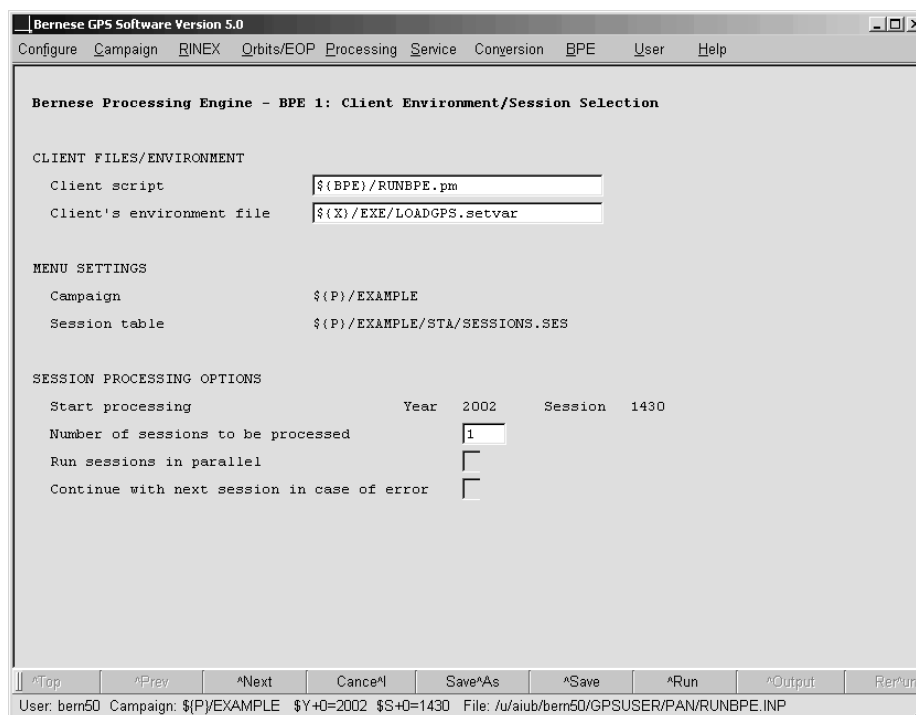 Bernese GPS Software Version 5.0
Configure Campaign RINEX Orbits/EOP Processing Service Conversion BPE User Help
Bernese Processing Engine - BPE 1: Client Environment/Session Selection
CLIENT FILES/ENVIRONMENT
Client script ${BPE}/RUNBPE.pm
Client's environment file ${X}/EXE/LOADGPS.setvar
MENU SETTINGS
Campaign ${P}/EXAMPLE
Session table ${P}/EXAMPLE/STA/SESSIONS.SES
SESSION PROCESSING OPTIONS
Start processing Year 2002 Session 1430
Number of sessions to be processed 1
Run sessions in parallel
Continue with next session in case of error
^Top ^Prev ^Next Cance^l Save^As ^Save ^Run ^Output Rer^un
User: bern50 Campaign: ${P}/EXAMPLE $Y+0=2002 $S+0=1430 File: /u/aiub/bern50/GPSUSER/PAN/RUNBPE.INP